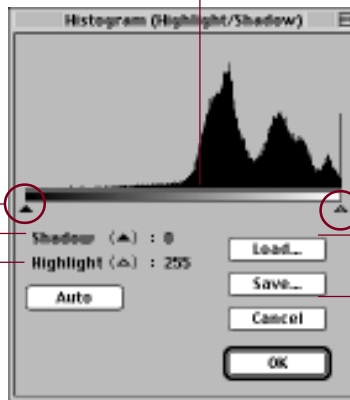 Histogram (Highlight/Shadow)
Shadow (▲) : 0
Highlight (△) : 255
Load...
Save...
Auto
Cancel
OK